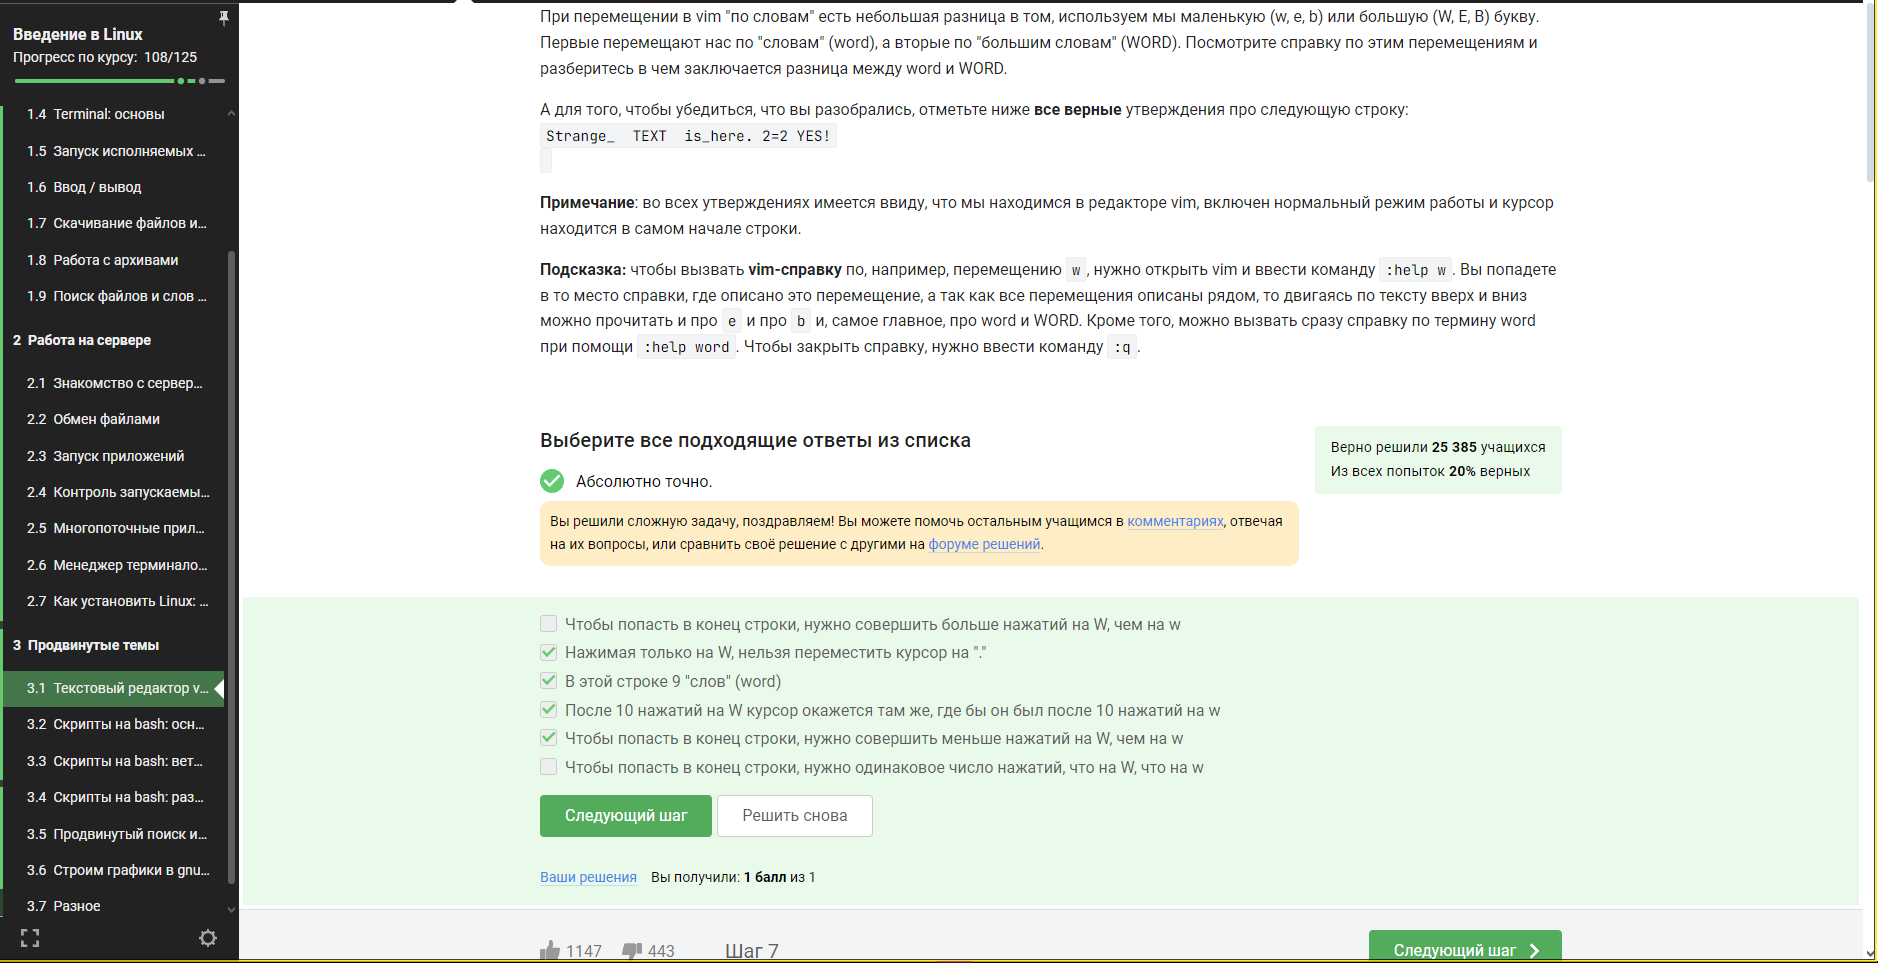 Введение в Linux
Прогресс по курсу: 108/125
1.4 Terminal: основы
1.5 Запуск исполняемых ...
1.6 Ввод / вывод
1.7 Скачивание файлов и...
1.8 Работа с архивами
1.9 Поиск файлов и слов ...
2 Работа на сервере
2.1 Знакомство с сервер...
2.2 Обмен файлами
2.3 Запуск приложений
2.4 Контроль запускаемы...
2.5 Многопоточные прил...
2.6 Менеджер терминало...
2.7 Как установить Linux: ...
3 Продвинутые темы
3.1 Текстовый редактор v...
3.2 Скрипты на bash: осн...
3.3 Скрипты на bash: вет...
3.4 Скрипты на bash: раз...
3.5 Продвинутый поиск и...
3.6 Строим графики в gnu...
3.7 Разное
При перемещении в vim "по словам" есть небольшая разница в том, используем мы маленькую (w, e, b) или большую (W, E, B) букву.
Первые перемещают нас по "словам" (word), а вторые по "большим словам" (WORD). Посмотрите справку по этим перемещениям и
разберитесь в чем заключается разница между word и WORD.
А для того, чтобы убедиться, что вы разобрались, отметьте ниже все верные утверждения про следующую строку:
Strange_  TEXT  is_here. 2=2 YES!
Примечание: во всех утверждениях имеется ввиду, что мы находимся в редакторе vim, включен нормальный режим работы и курсор
находится в самом начале строки.
Подсказка: чтобы вызвать vim-справку по, например, перемещению w, нужно открыть vim и ввести команду :help w. Вы попадете
в то место справки, где описано это перемещение, а так как все перемещения описаны рядом, то двигаясь по тексту вверх и вниз
можно прочитать и про e и про b и, самое главное, про word и WORD. Кроме того, можно вызвать сразу справку по термину word
при помощи :help word. Чтобы закрыть справку, нужно ввести команду :q.
Выберите все подходящие ответы из списка
Абсолютно точно.
Верно решили 25 385 учащихся
Из всех попыток 20% верных
Вы решили сложную задачу, поздравляем! Вы можете помочь остальным учащимся в комментариях, отвечая
на их вопросы, или сравнить своё решение с другими на форуме решений.
Чтобы попасть в конец строки, нужно совершить больше нажатий на W, чем на w
Нажимая только на W, нельзя переместить курсор на "."
В этой строке 9 "слов" (word)
После 10 нажатий на W курсор окажется там же, где бы он был после 10 нажатий на w
Чтобы попасть в конец строки, нужно совершить меньше нажатий на W, чем на w
Чтобы попасть в конец строки, нужно одинаковое число нажатий, что на W, что на w
Следующий шаг
Решить снова
Ваши решения Вы получили: 1 балл из 1
1147 443 Шаг 7
Следующий шаг